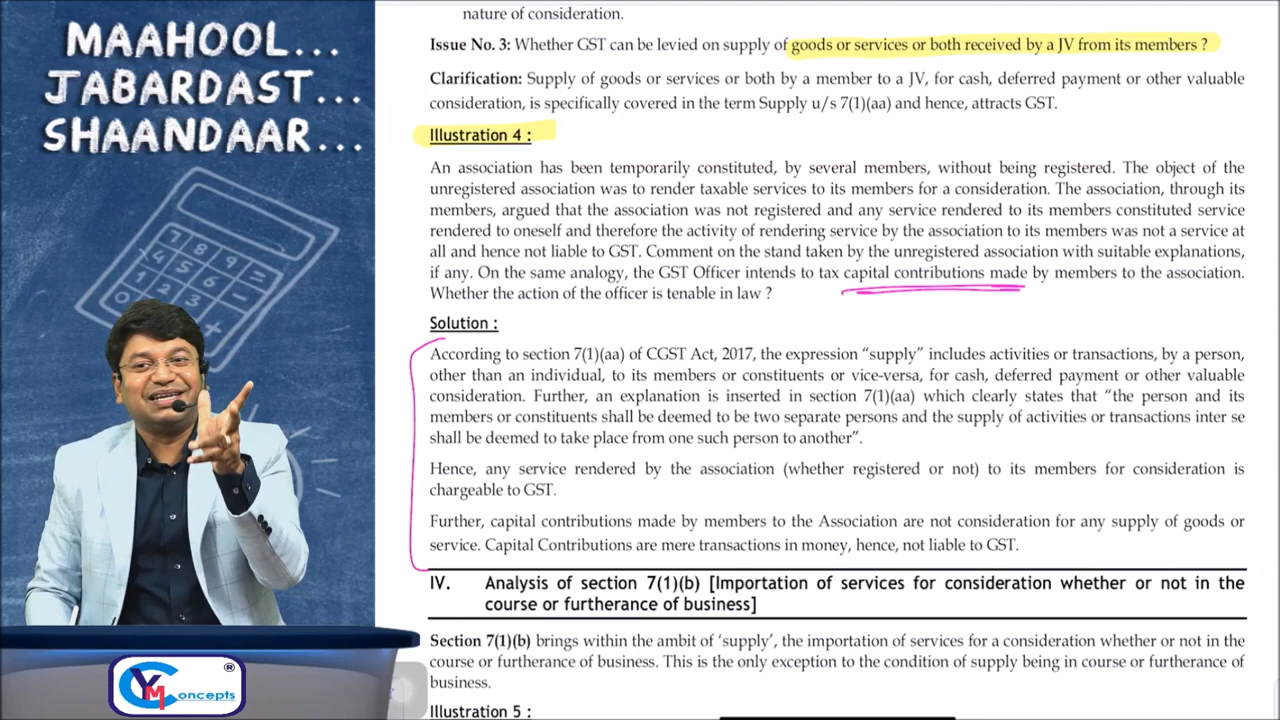 MAAHOOL...
JABARDAST...
SHAANDAAR...
7 8 9 =
4 5 6 ÷
1 2 3
0
+
YM Concepts ®
nature of consideration.
Issue No. 3: Whether GST can be levied on supply of goods or services or both received by a JV from its members ?
Clarification: Supply of goods or services or both by a member to a JV, for cash, deferred payment or other valuable
consideration, is specifically covered in the term Supply u/s 7(1)(aa) and hence, attracts GST.
Illustration 4 :
An association has been temporarily constituted, by several members, without being registered. The object of the
unregistered association was to render taxable services to its members for a consideration. The association, through its
members, argued that the association was not registered and any service rendered to its members constituted service
rendered to oneself and therefore the activity of rendering service by the association to its members was not a service at
all and hence not liable to GST. Comment on the stand taken by the unregistered association with suitable explanations,
if any. On the same analogy, the GST Officer intends to tax capital contributions made by members to the association.
Whether the action of the officer is tenable in law ?
Solution :
According to section 7(1)(aa) of CGST Act, 2017, the expression “supply” includes activities or transactions, by a person,
other than an individual, to its members or constituents or vice-versa, for cash, deferred payment or other valuable
consideration. Further, an explanation is inserted in section 7(1)(aa) which clearly states that “the person and its
members or constituents shall be deemed to be two separate persons and the supply of activities or transactions inter se
shall be deemed to take place from one such person to another”.
Hence, any service rendered by the association (whether registered or not) to its members for consideration is
chargeable to GST.
Further, capital contributions made by members to the Association are not consideration for any supply of goods or
service. Capital Contributions are mere transactions in money, hence, not liable to GST.
IV. Analysis of section 7(1)(b) [Importation of services for consideration whether or not in the
course or furtherance of business]
Section 7(1)(b) brings within the ambit of ‘supply’, the importation of services for a consideration whether or not in the
course or furtherance of business. This is the only exception to the condition of supply being in course or furtherance of
business.
Illustration 5 :